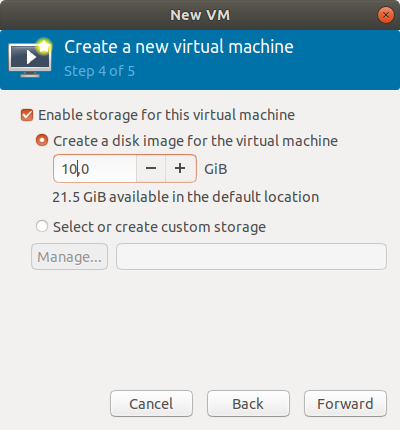 New VM
Create a new virtual machine
Step 4 of 5
Enable storage for this virtual machine
Create a disk image for the virtual machine
10,0 − + GiB
21.5 GiB available in the default location
Select or create custom storage
Manage...
Cancel Back Forward